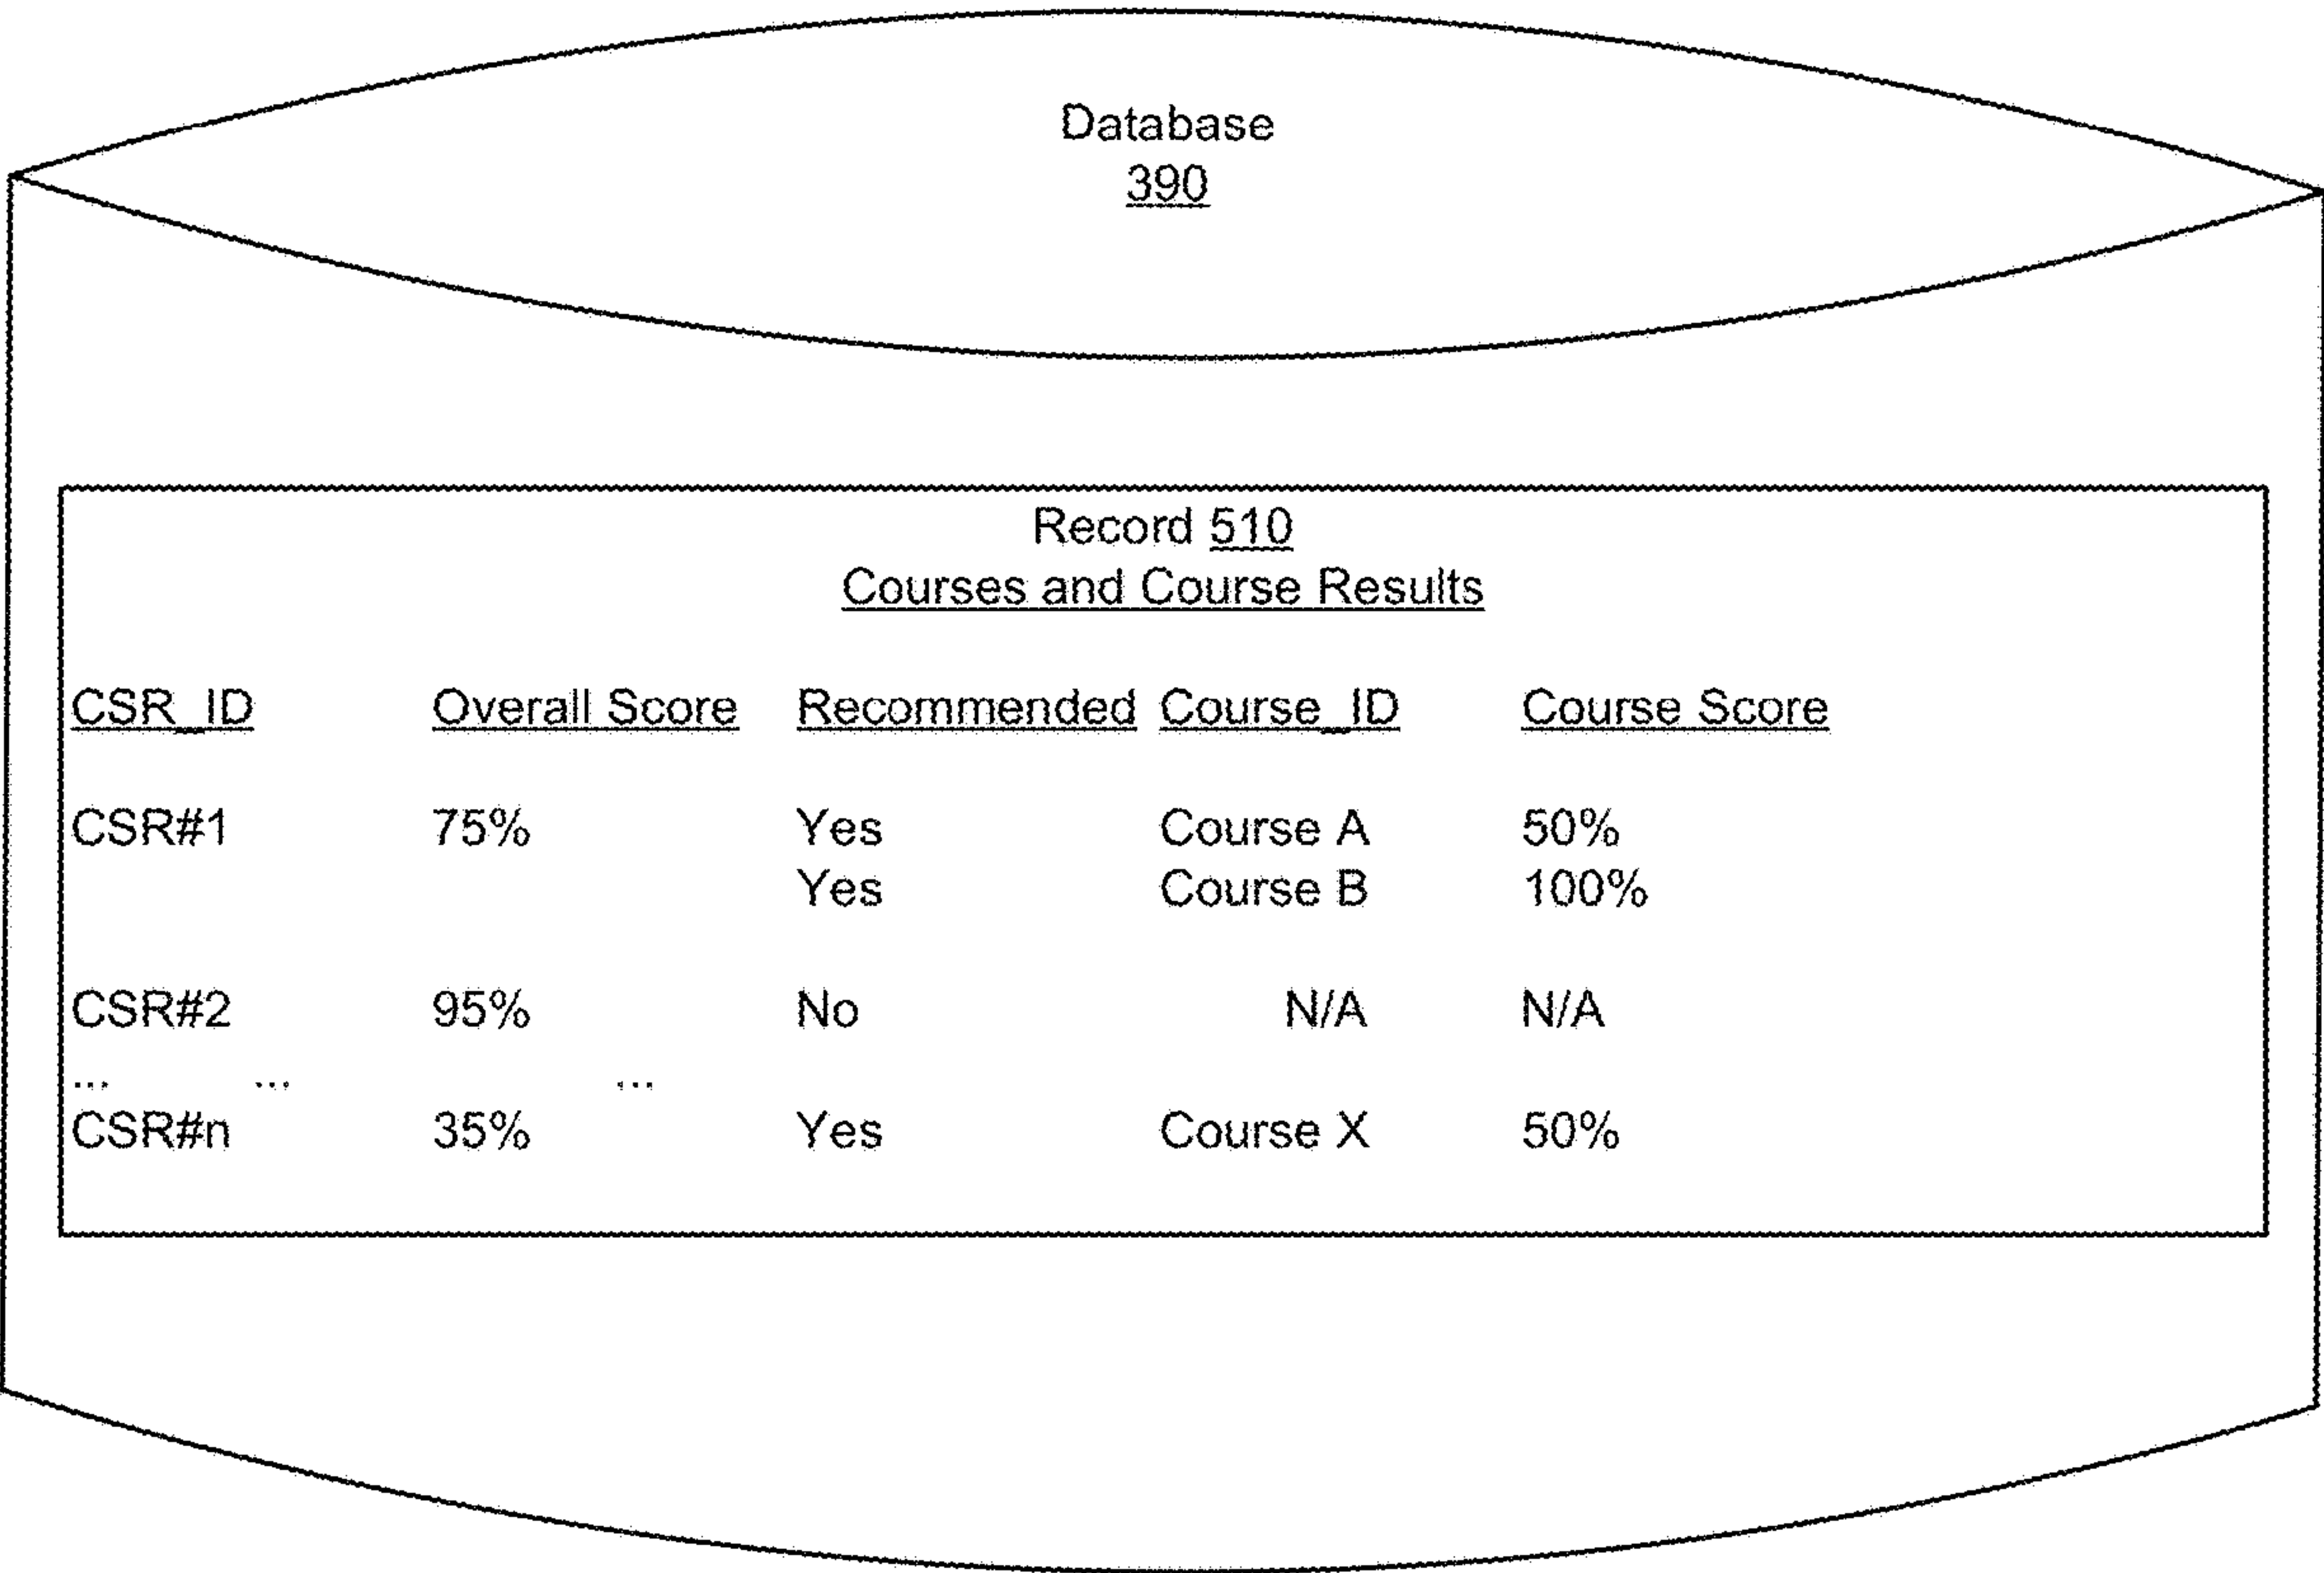 Database
390
Record 510
Courses and Course Results
CSR_ID Overall Score Recommended Course_ID Course Score
CSR#1 75% Yes Course A 50%
Yes Course B 100%
CSR#2 95% No N/A N/A
... ... ...
CSR#n 35% Yes Course X 50%